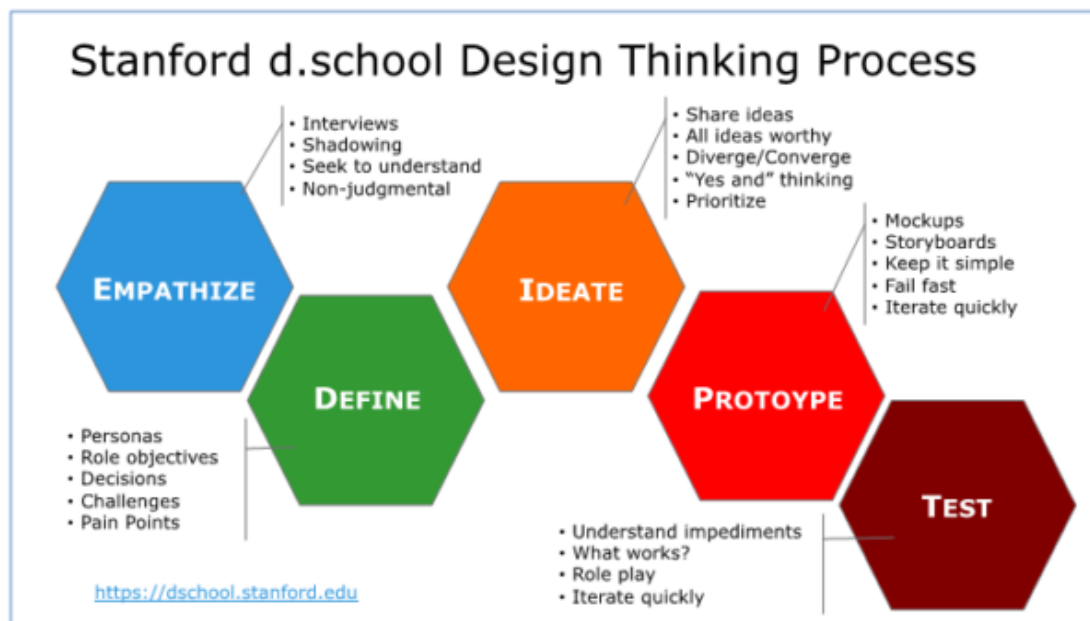 Stanford d.school Design Thinking Process
• Interviews
• Shadowing
• Seek to understand
• Non-judgmental
EMPATHIZE
• Personas
• Role objectives
• Decisions
• Challenges
• Pain Points
DEFINE
• Share ideas
• All ideas worthy
• Diverge/Converge
• “Yes and” thinking
• Prioritize
IDEATE
• Mockups
• Storyboards
• Keep it simple
• Fail fast
• Iterate quickly
PROTOYPE
• Understand impediments
• What works?
• Role play
• Iterate quickly
TEST
https://dschool.stanford.edu